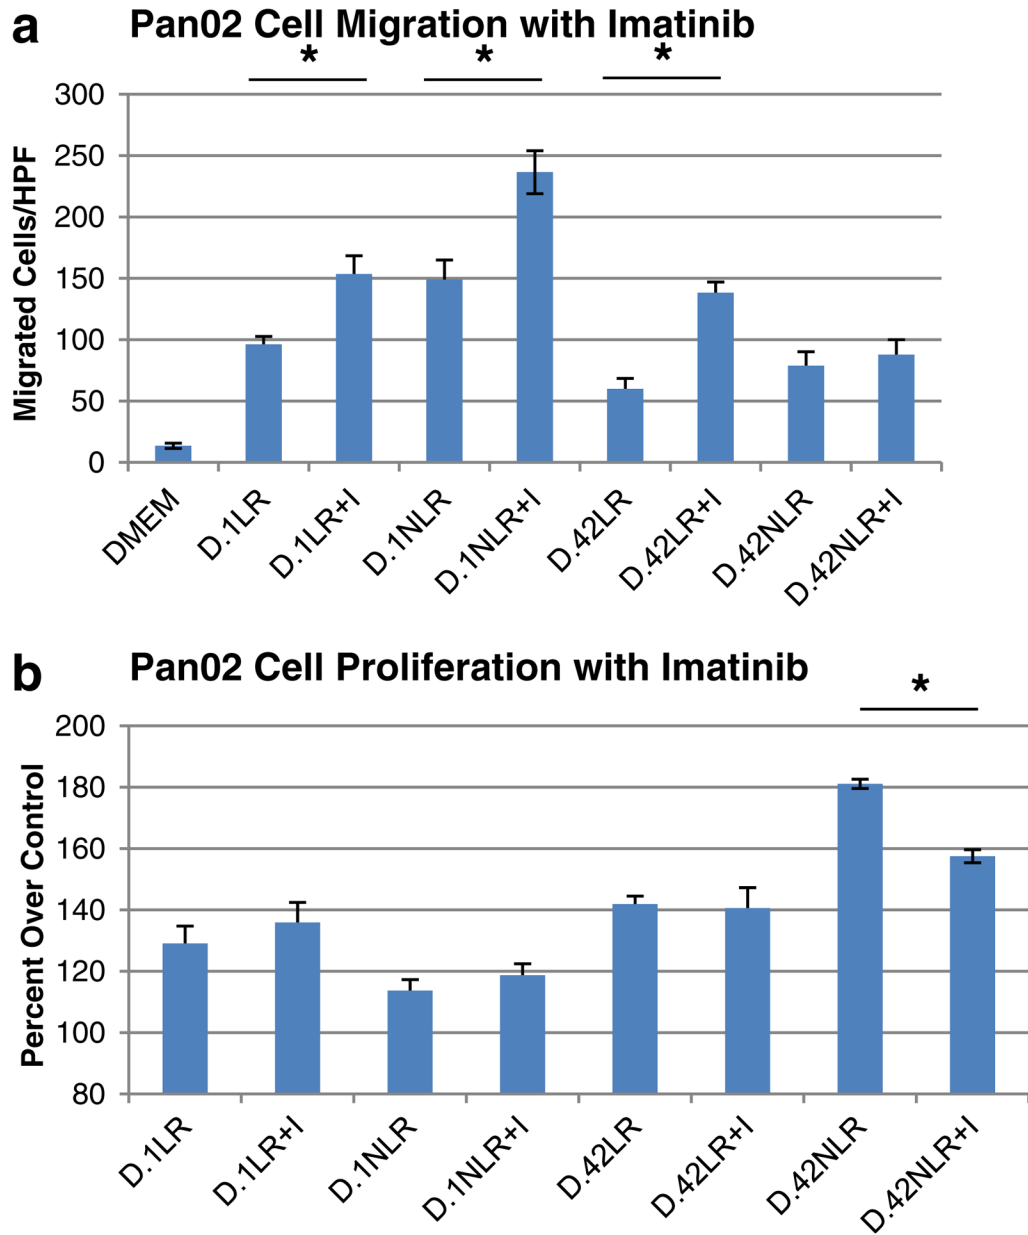 a Pan02 Cell Migration with Imatinib
* * *
Migrated Cells/HPF
300
250
200
150
100
50
0
DMEM
D.1LR
D.1LR+I
D.1NLR
D.1NLR+I
D.42LR
D.42LR+I
D.42NLR
D.42NLR+I
b Pan02 Cell Proliferation with Imatinib
*
Percent Over Control
200
180
160
140
120
100
80
D.1LR
D.1LR+I
D.1NLR
D.1NLR+I
D.42LR
D.42LR+I
D.42NLR
D.42NLR+I